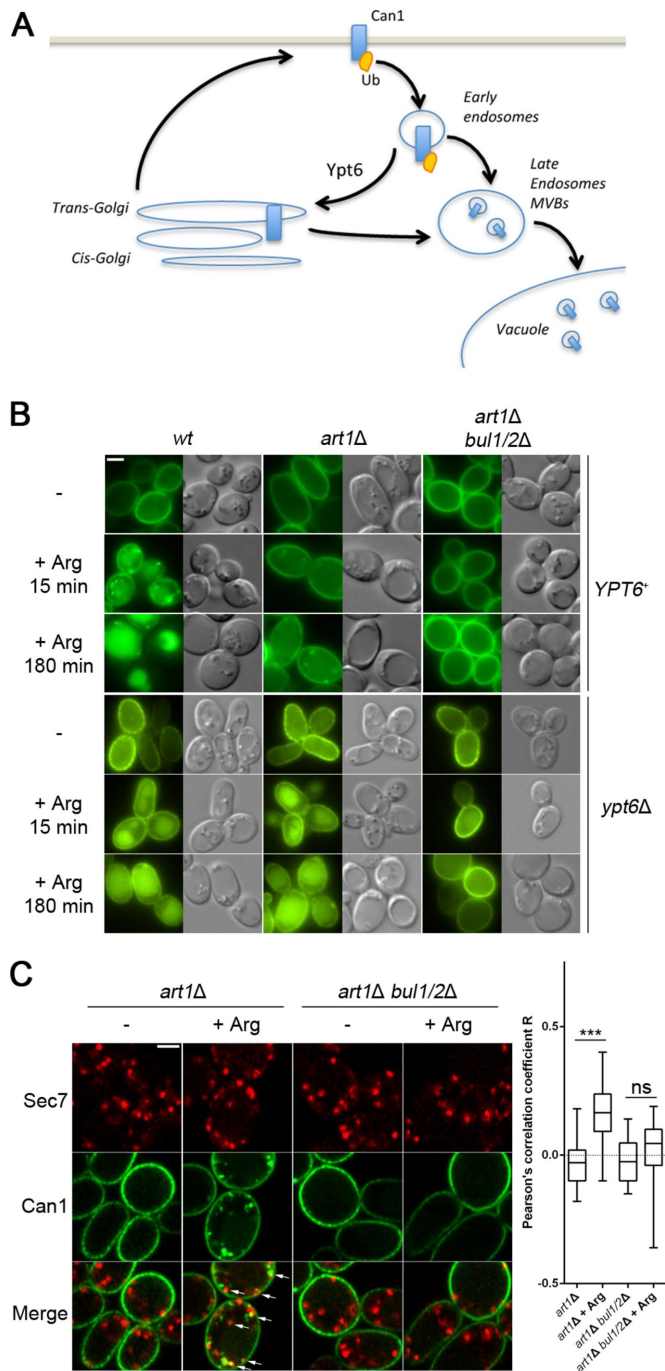 A
Can1
Ub
Early
endosomes
Ypt6
Late
Endosomes
MVBs
Trans-Golgi
Cis-Golgi
Vacuole
B
wt
art1Δ
art1Δ
bul1/2Δ
-
+ Arg
15 min
+ Arg
180 min
YPT6+
-
+ Arg
15 min
+ Arg
180 min
ypt6Δ
C
art1Δ
art1Δ bul1/2Δ
-
+ Arg
-
+ Arg
Sec7
Can1
Merge
Pearson's correlation coefficient R
0.5
0.0
-0.5
***
ns
art1Δ
art1Δ + Arg
art1Δ bul1/2Δ
art1Δ bul1/2Δ + Arg